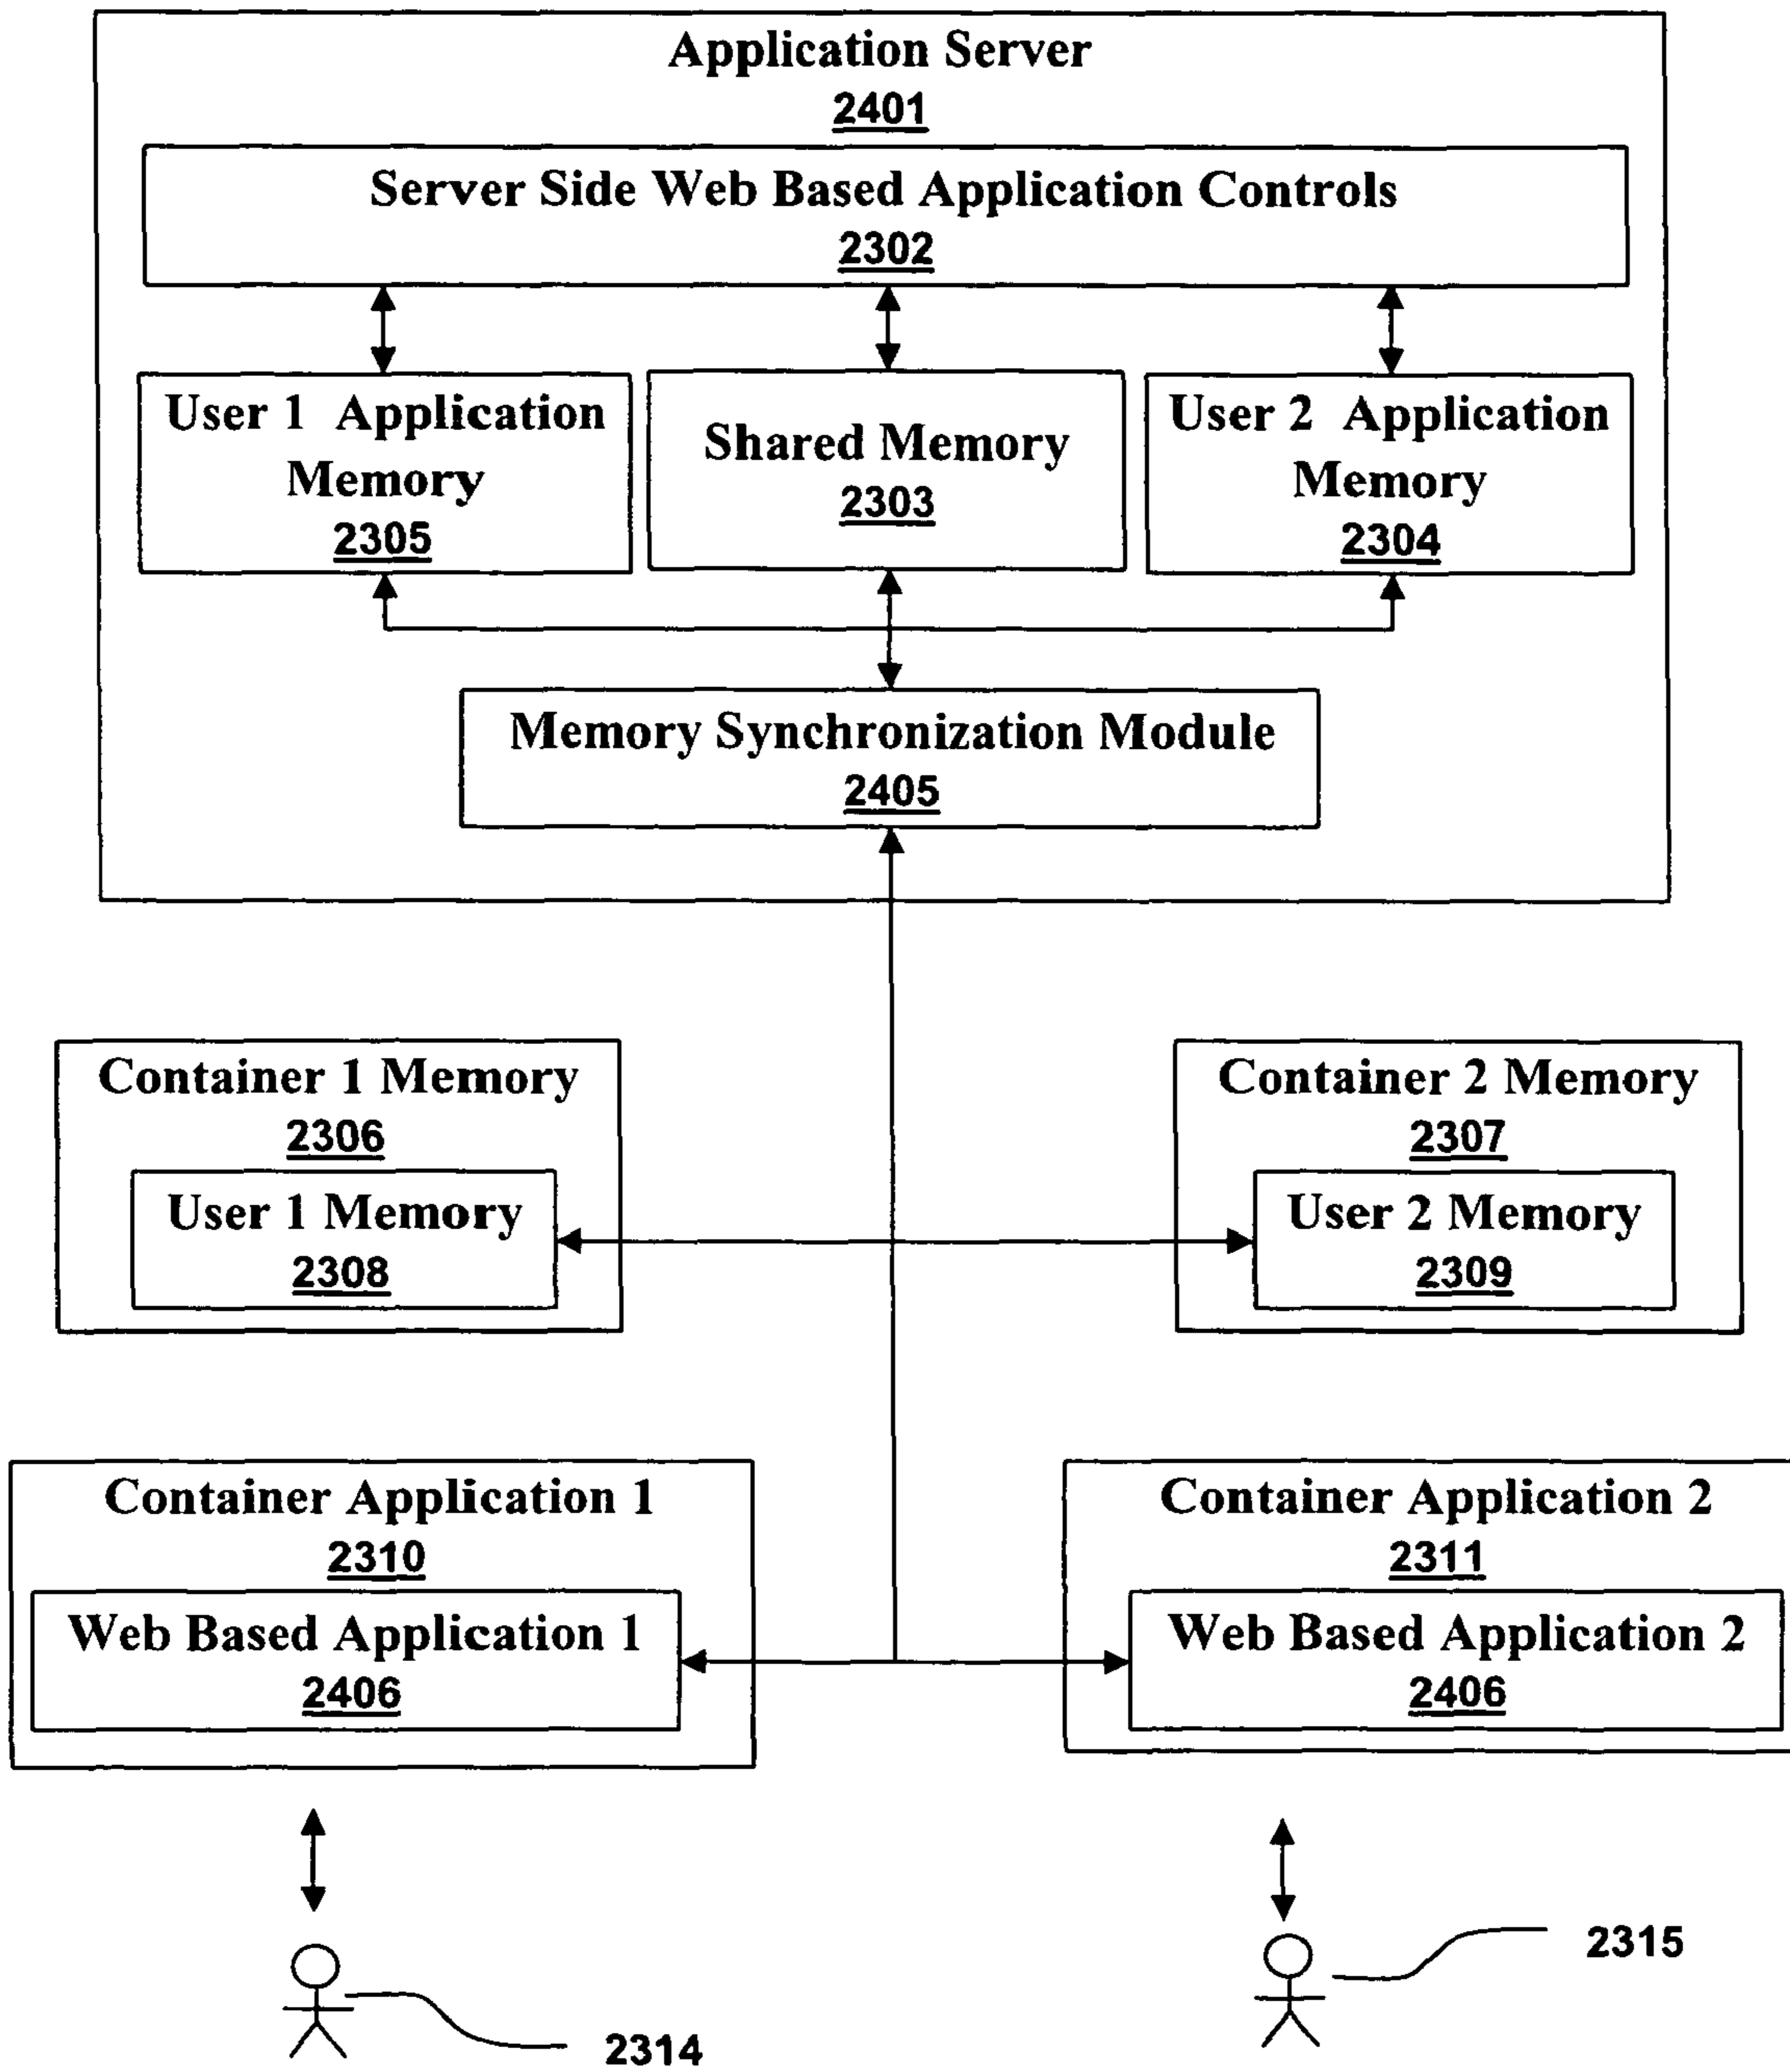 Application Server
2401
Server Side Web Based Application Controls
2302
User 1 Application
Memory
2305
Shared Memory
2303
User 2 Application
Memory
2304
Memory Synchronization Module
2405
Container 1 Memory
2306
User 1 Memory
2308
Container 2 Memory
2307
User 2 Memory
2309
Container Application 1
2310
Web Based Application 1
2406
Container Application 2
2311
Web Based Application 2
2406
2314
2315